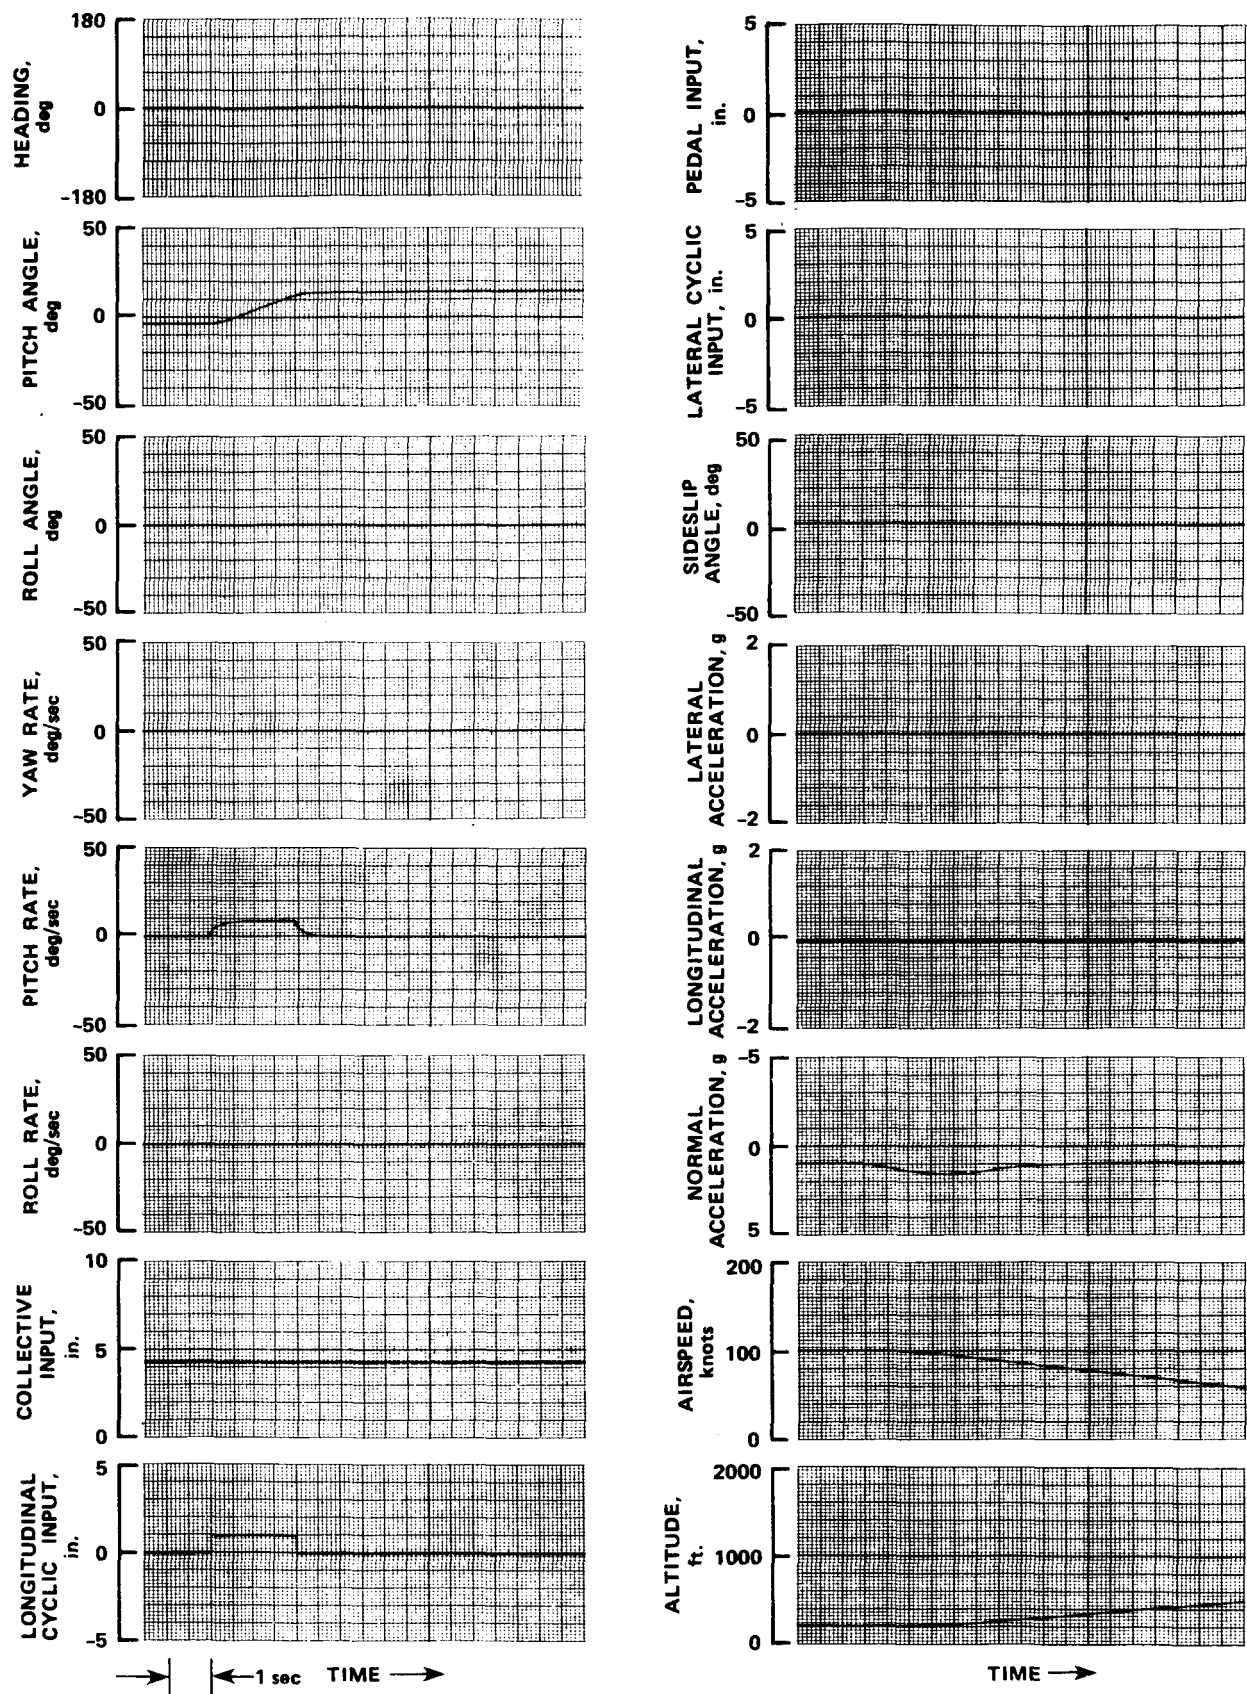 HEADING,
deg
180
0
-180
PITCH ANGLE,
deg
50
0
-50
ROLL ANGLE,
deg
50
0
-50
YAW RATE,
deg/sec
50
0
-50
PITCH RATE,
deg/sec
50
0
-50
ROLL RATE,
deg/sec
50
0
-50
COLLECTIVE
INPUT,
in.
10
5
0
LONGITUDINAL
CYCLIC INPUT,
in.
5
0
-5
1 sec TIME
PEDAL INPUT,
in.
5
0
-5
LATERAL CYCLIC
INPUT, in.
5
0
-5
SIDESLIP
ANGLE, deg
50
0
-50
LATERAL
ACCELERATION, g
2
0
-2
LONGITUDINAL
ACCELERATION, g
2
0
-2
NORMAL
ACCELERATION, g
-5
0
5
AIRSPEED,
knots
200
100
0
ALTITUDE,
ft.
2000
1000
0
TIME